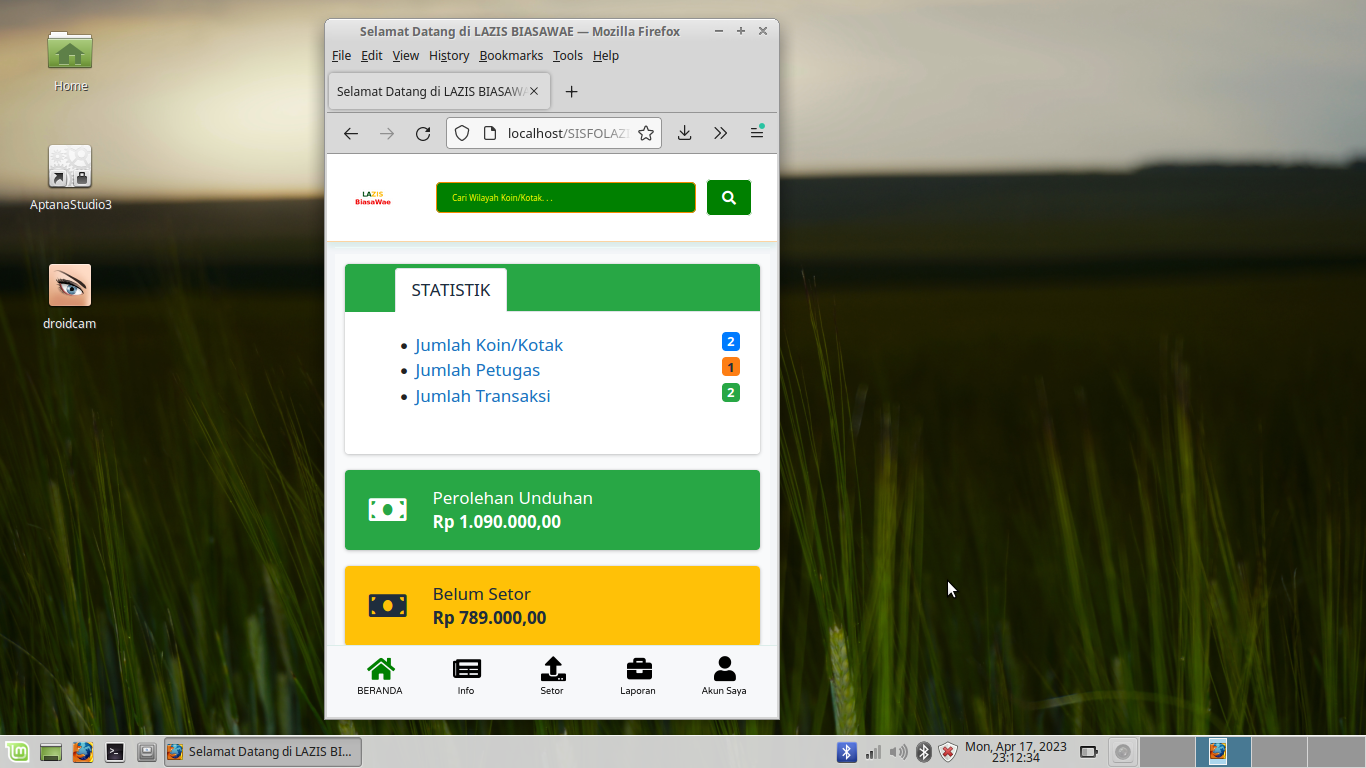 Home
AptanaStudio3
droidcam
Selamat Datang di LAZIS BIASAWAE — Mozilla Firefox
File Edit View History Bookmarks Tools Help
Selamat Datang di LAZIS BIASAWA
localhost/SISFOLAZI
LAZIS
BiasaWae
Cari Wilayah Koin/Kotak. . .
STATISTIK
Jumlah Koin/Kotak 2
Jumlah Petugas 1
Jumlah Transaksi 2
Perolehan Unduhan
Rp 1.090.000,00
Belum Setor
Rp 789.000,00
BERANDA Info Setor Laporan Akun Saya
Selamat Datang di LAZIS BI...
Mon, Apr 17, 2023
23:12:34